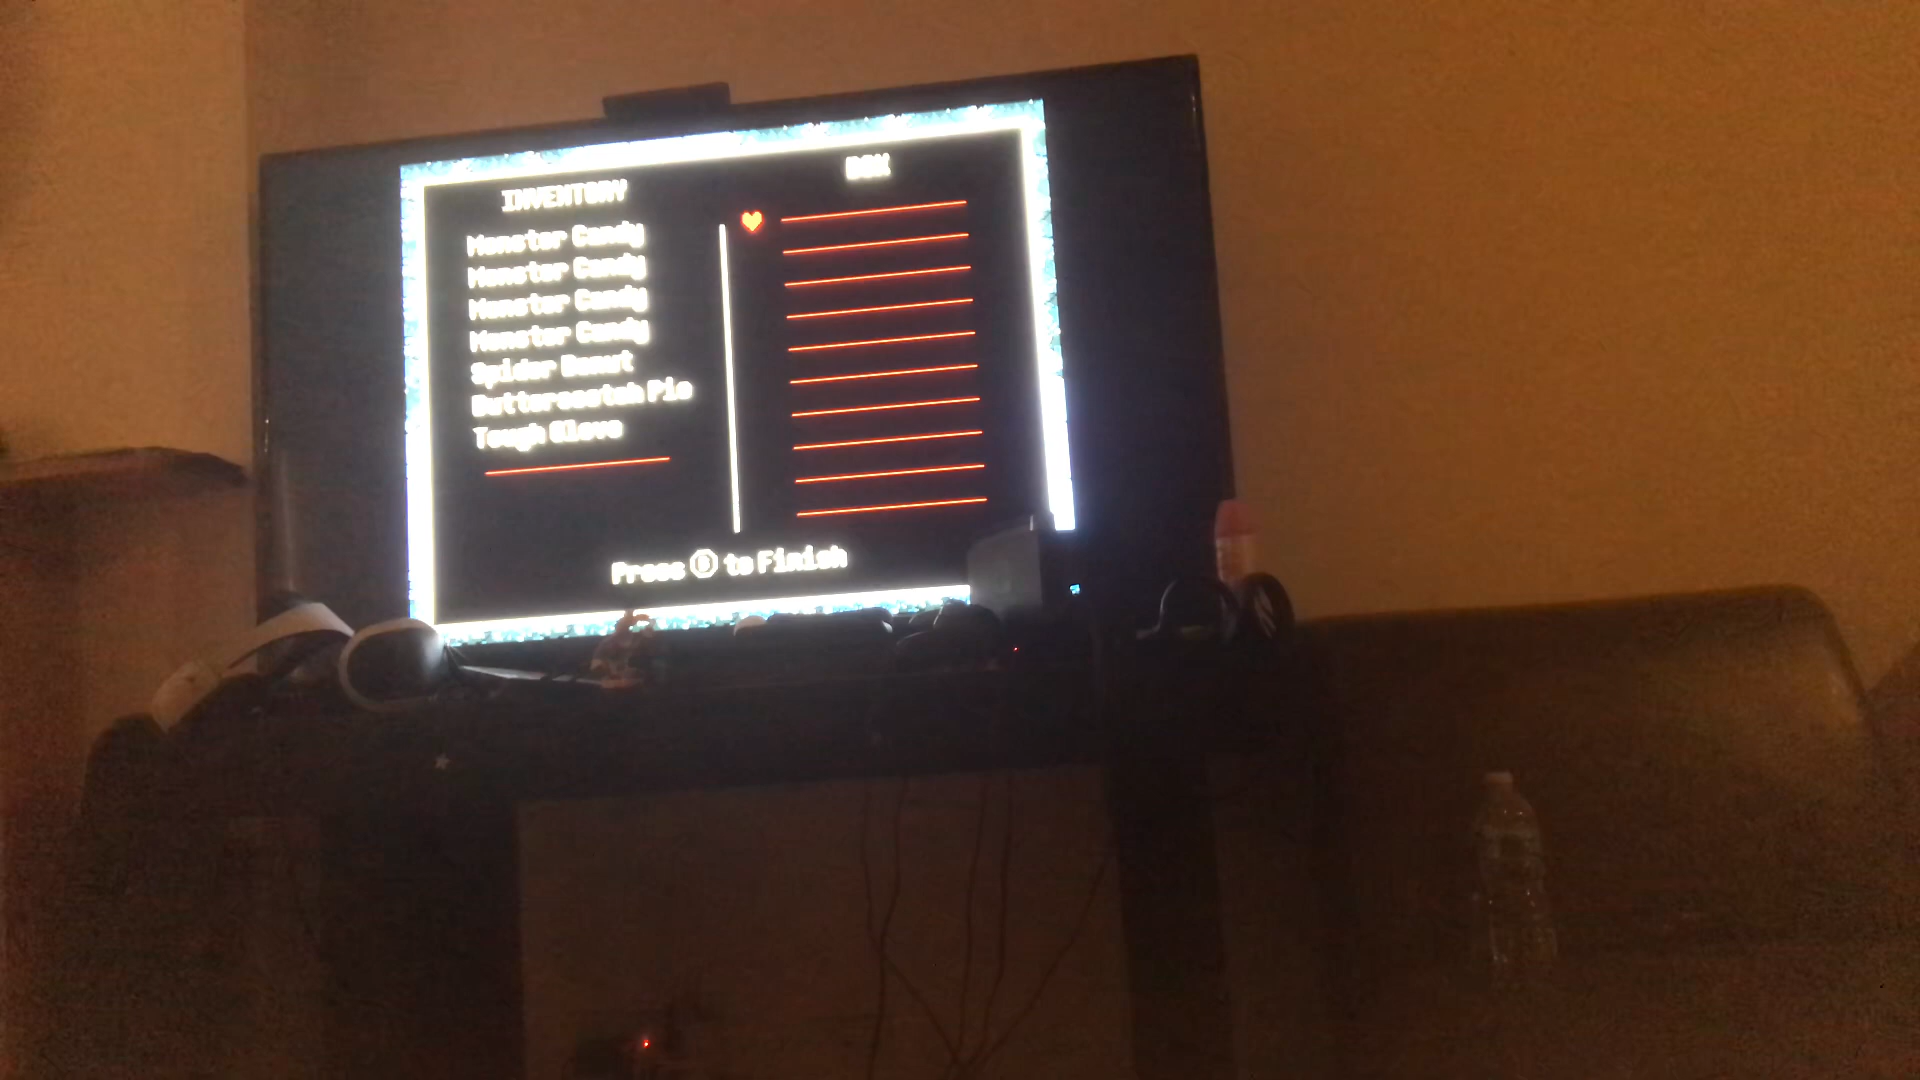 INVENTORY
Monster Candy
Monster Candy
Monster Candy
Monster Candy
Spider Donut
Butterscotch Pie
Tough Glove
BOX
Press B to Finish